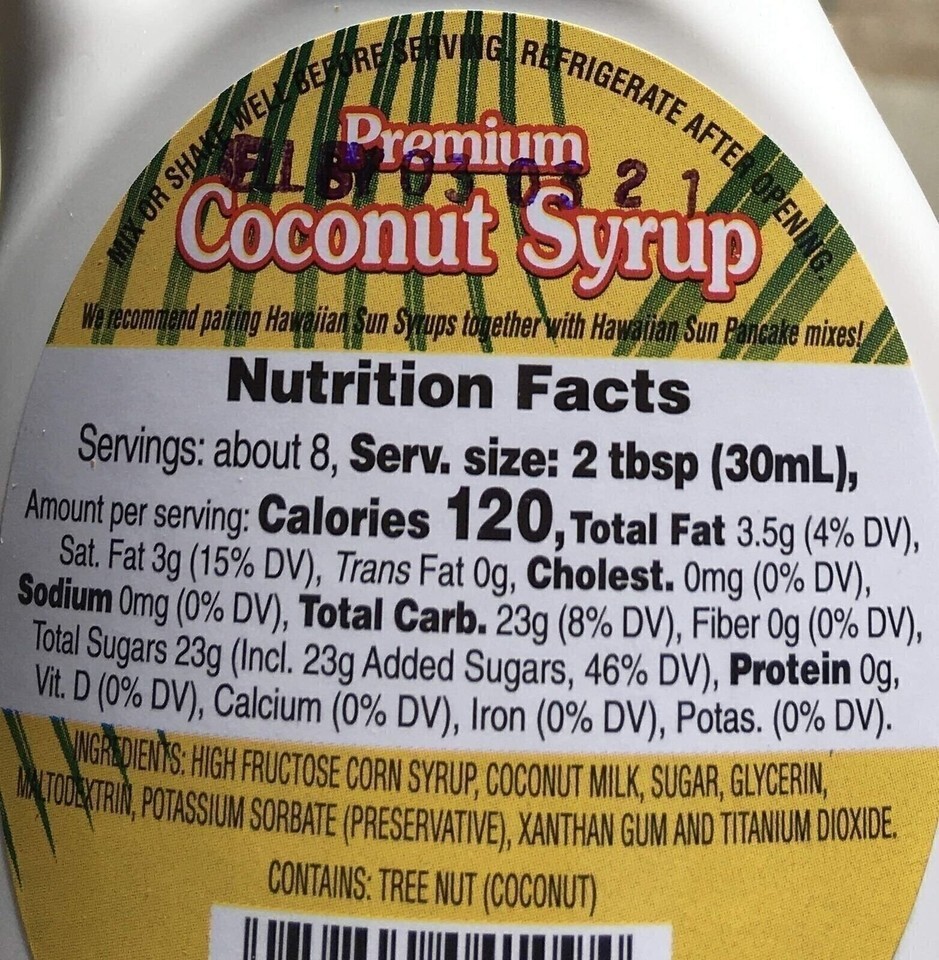 MIX OR SHAKE WELL BEFORE SERVING. REFRIGERATE AFTER OPENING.
Premium
ELL BY 03 03 21
Coconut Syrup
We recommend pairing Hawaiian Sun Syrups together with Hawaiian Sun Pancake mixes!
Nutrition Facts
Servings: about 8, Serv. size: 2 tbsp (30mL),
Amount per serving: Calories 120, Total Fat 3.5g (4% DV),
Sat. Fat 3g (15% DV), Trans Fat 0g, Cholest. 0mg (0% DV),
Sodium 0mg (0% DV), Total Carb. 23g (8% DV), Fiber 0g (0% DV),
Total Sugars 23g (Incl. 23g Added Sugars, 46% DV), Protein 0g,
Vit. D (0% DV), Calcium (0% DV), Iron (0% DV), Potas. (0% DV).
INGREDIENTS: HIGH FRUCTOSE CORN SYRUP, COCONUT MILK, SUGAR, GLYCERIN,
MALTODEXTRIN, POTASSIUM SORBATE (PRESERVATIVE), XANTHAN GUM AND TITANIUM DIOXIDE.
CONTAINS: TREE NUT (COCONUT)